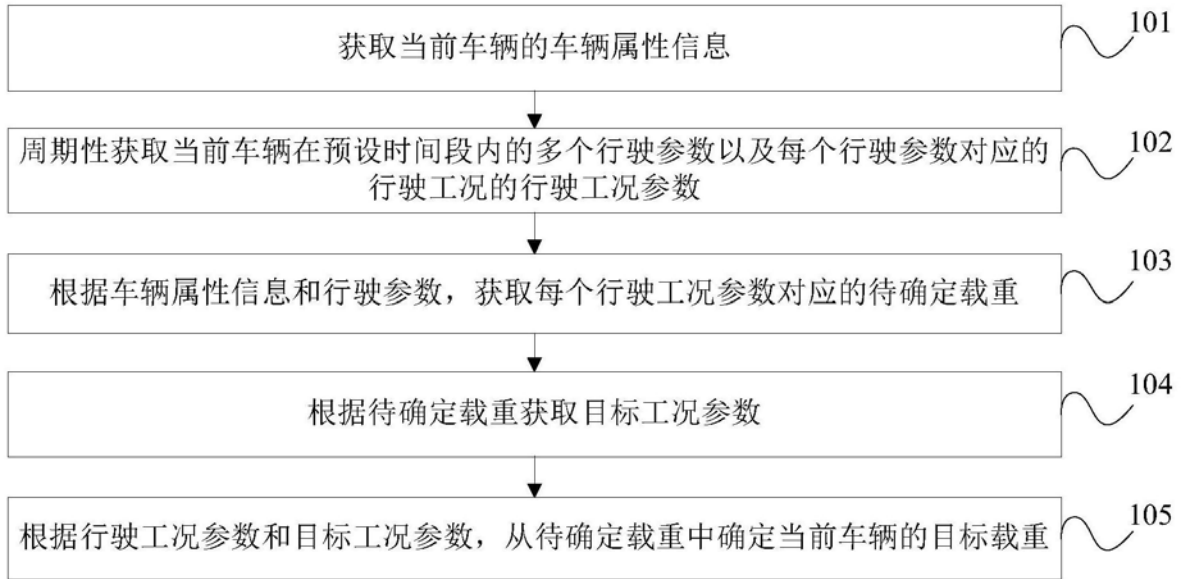 获取当前车辆的车辆属性信息
101
周期性获取当前车辆在预设时间段内的多个行驶参数以及每个行驶参数对应的
行驶工况的行驶工况参数
102
根据车辆属性信息和行驶参数，获取每个行驶工况参数对应的待确定载重
103
根据待确定载重获取目标工况参数
104
根据行驶工况参数和目标工况参数，从待确定载重中确定当前车辆的目标载重
105